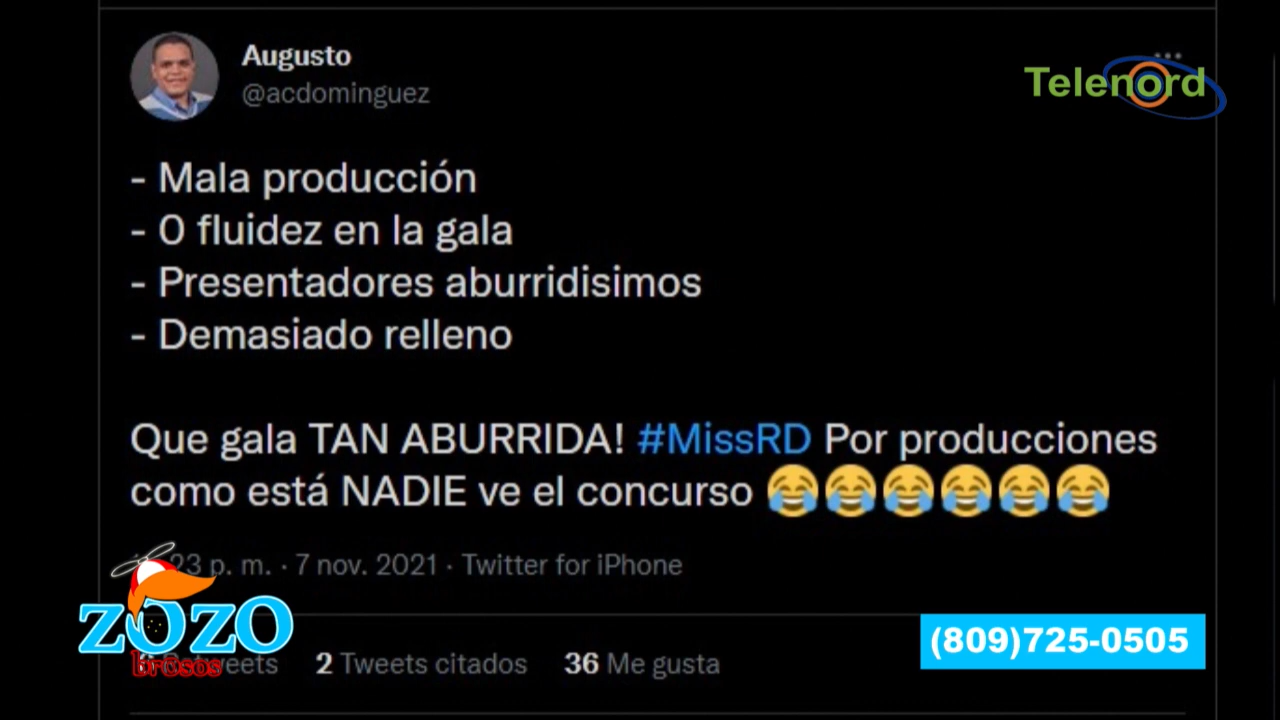 Augusto
@acdominguez
Telenord
- Mala producción
- 0 fluidez en la gala
- Presentadores aburridisimos
- Demasiado relleno
Que gala TAN ABURRIDA! #MissRD Por producciones
como está NADIE ve el concurso 😂😂😂😂😂😂
23 p. m. · 7 nov. 2021 · Twitter for iPhone
ZOZO
brosos
(809)725-0505
2 Tweets citados 36 Me gusta